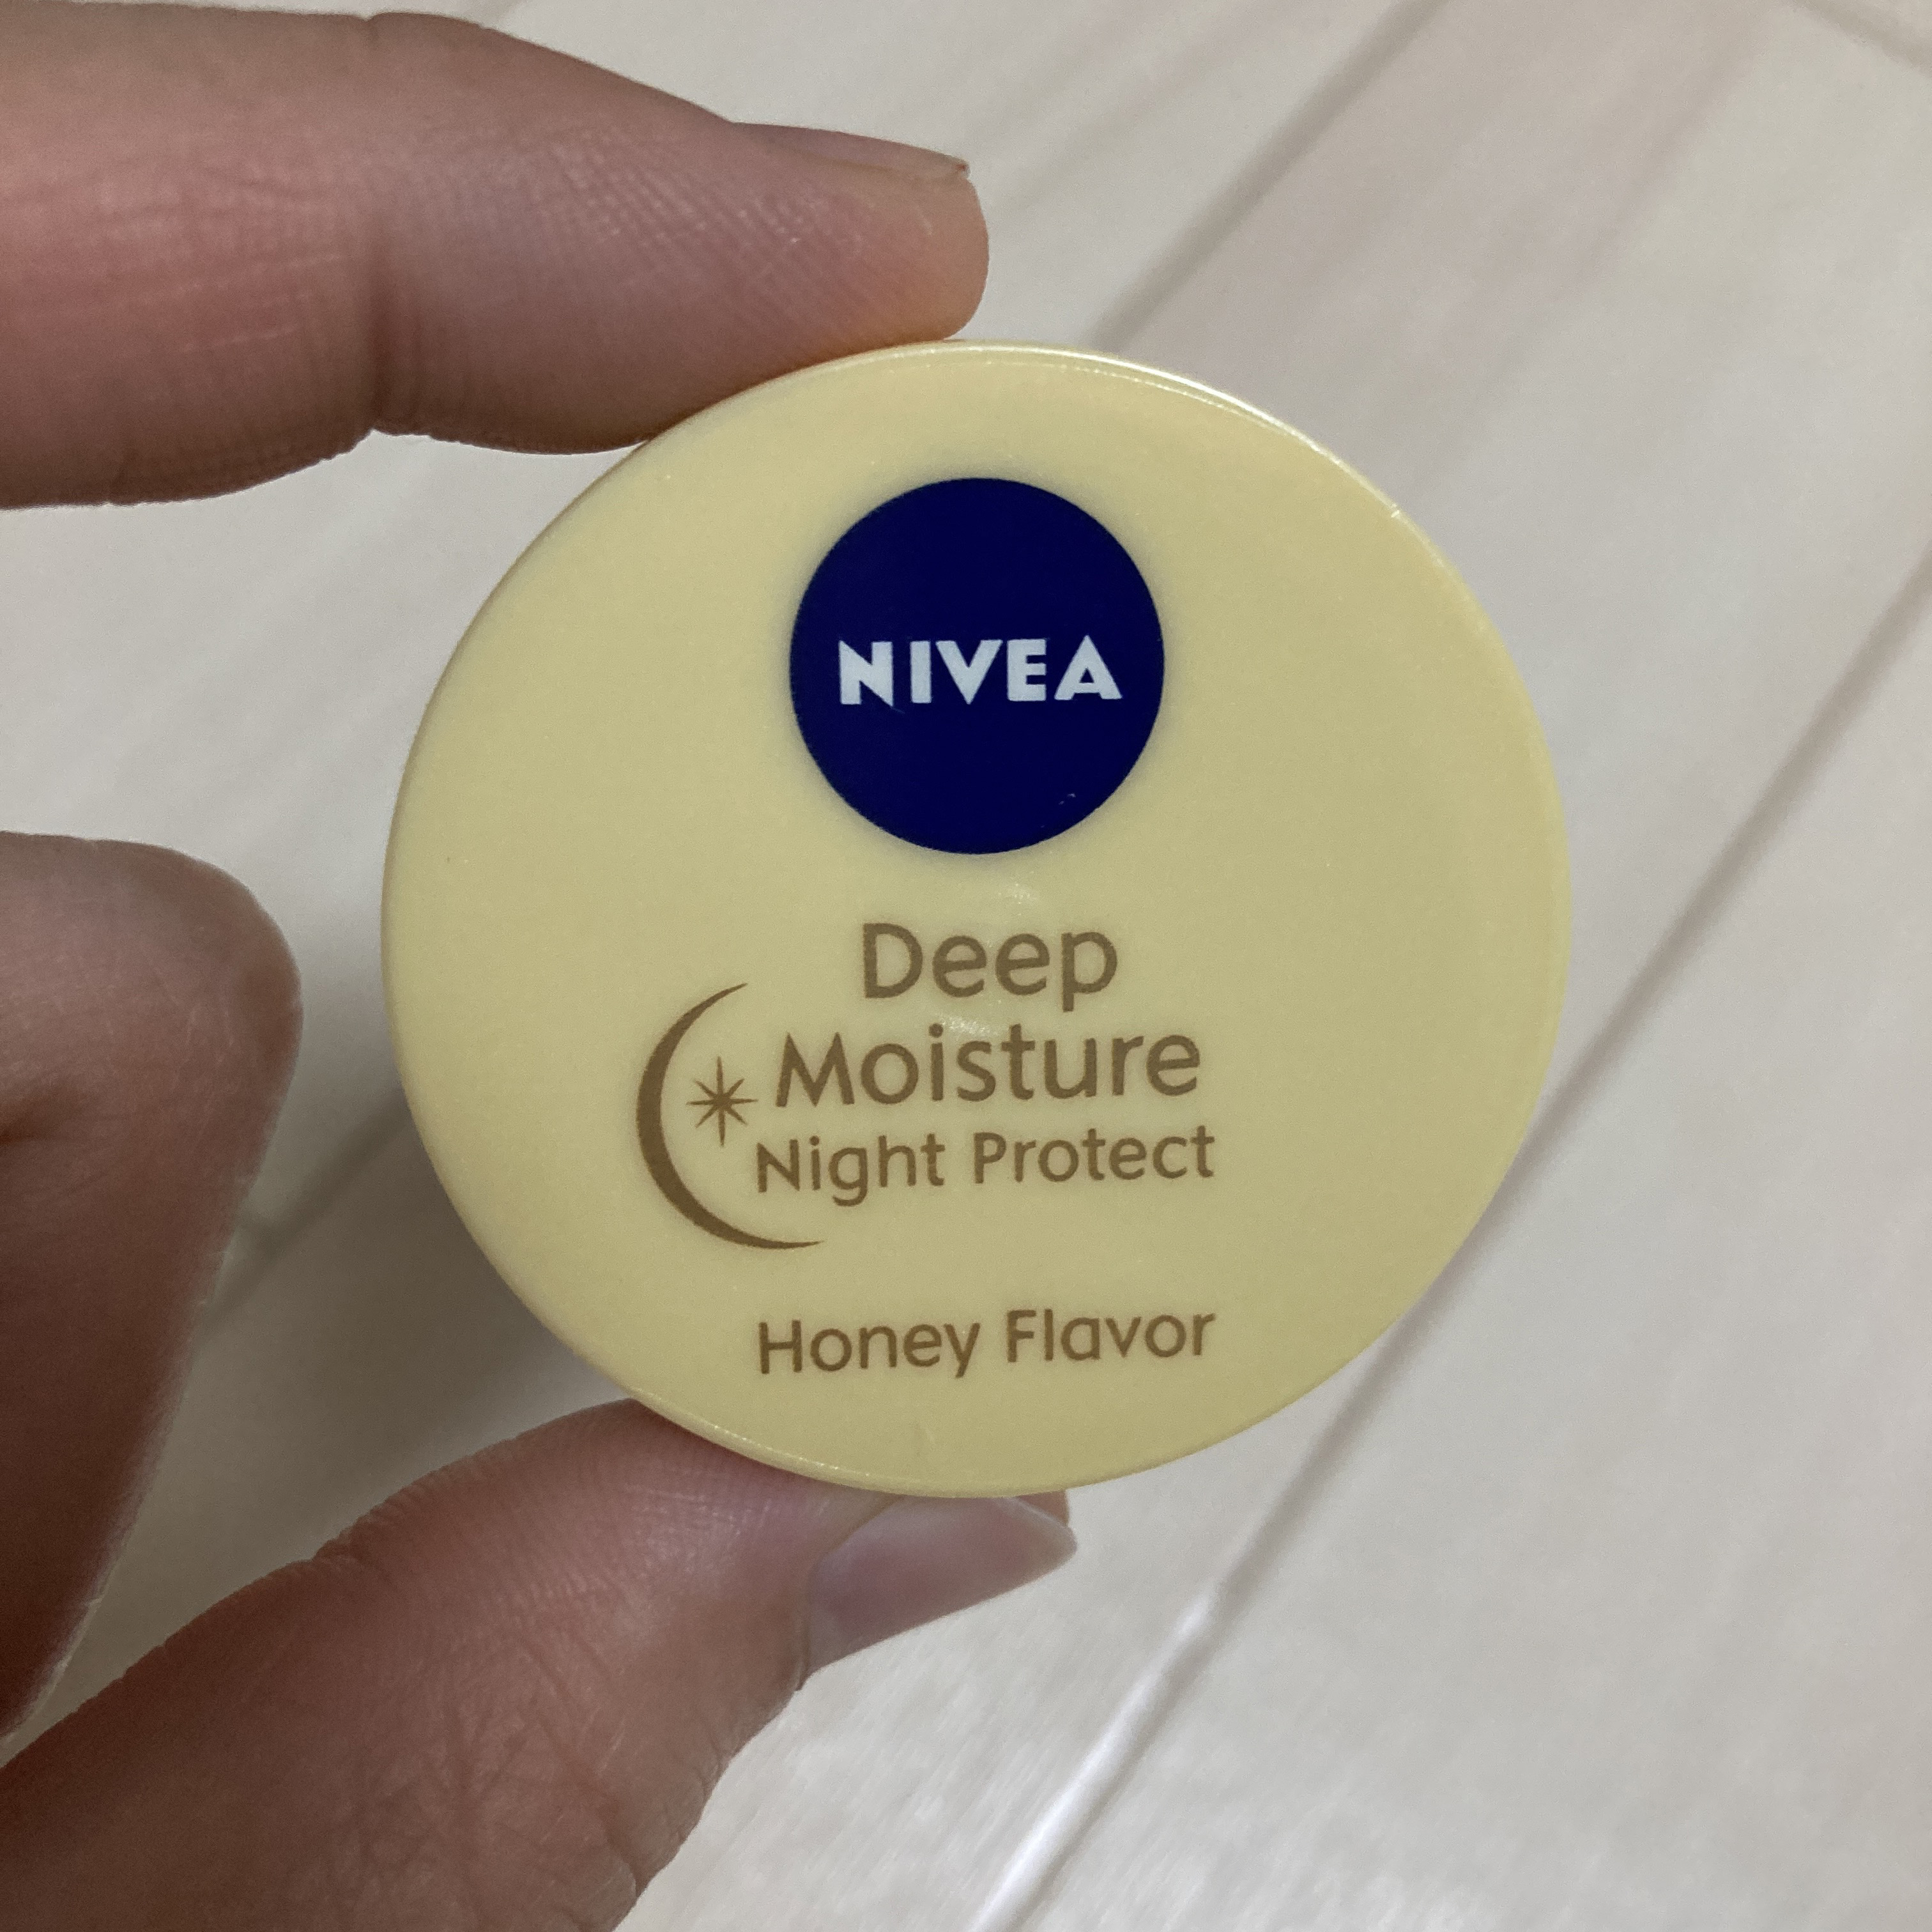 NIVEA
Deep
Moisture
Night Protect
Honey Flavor